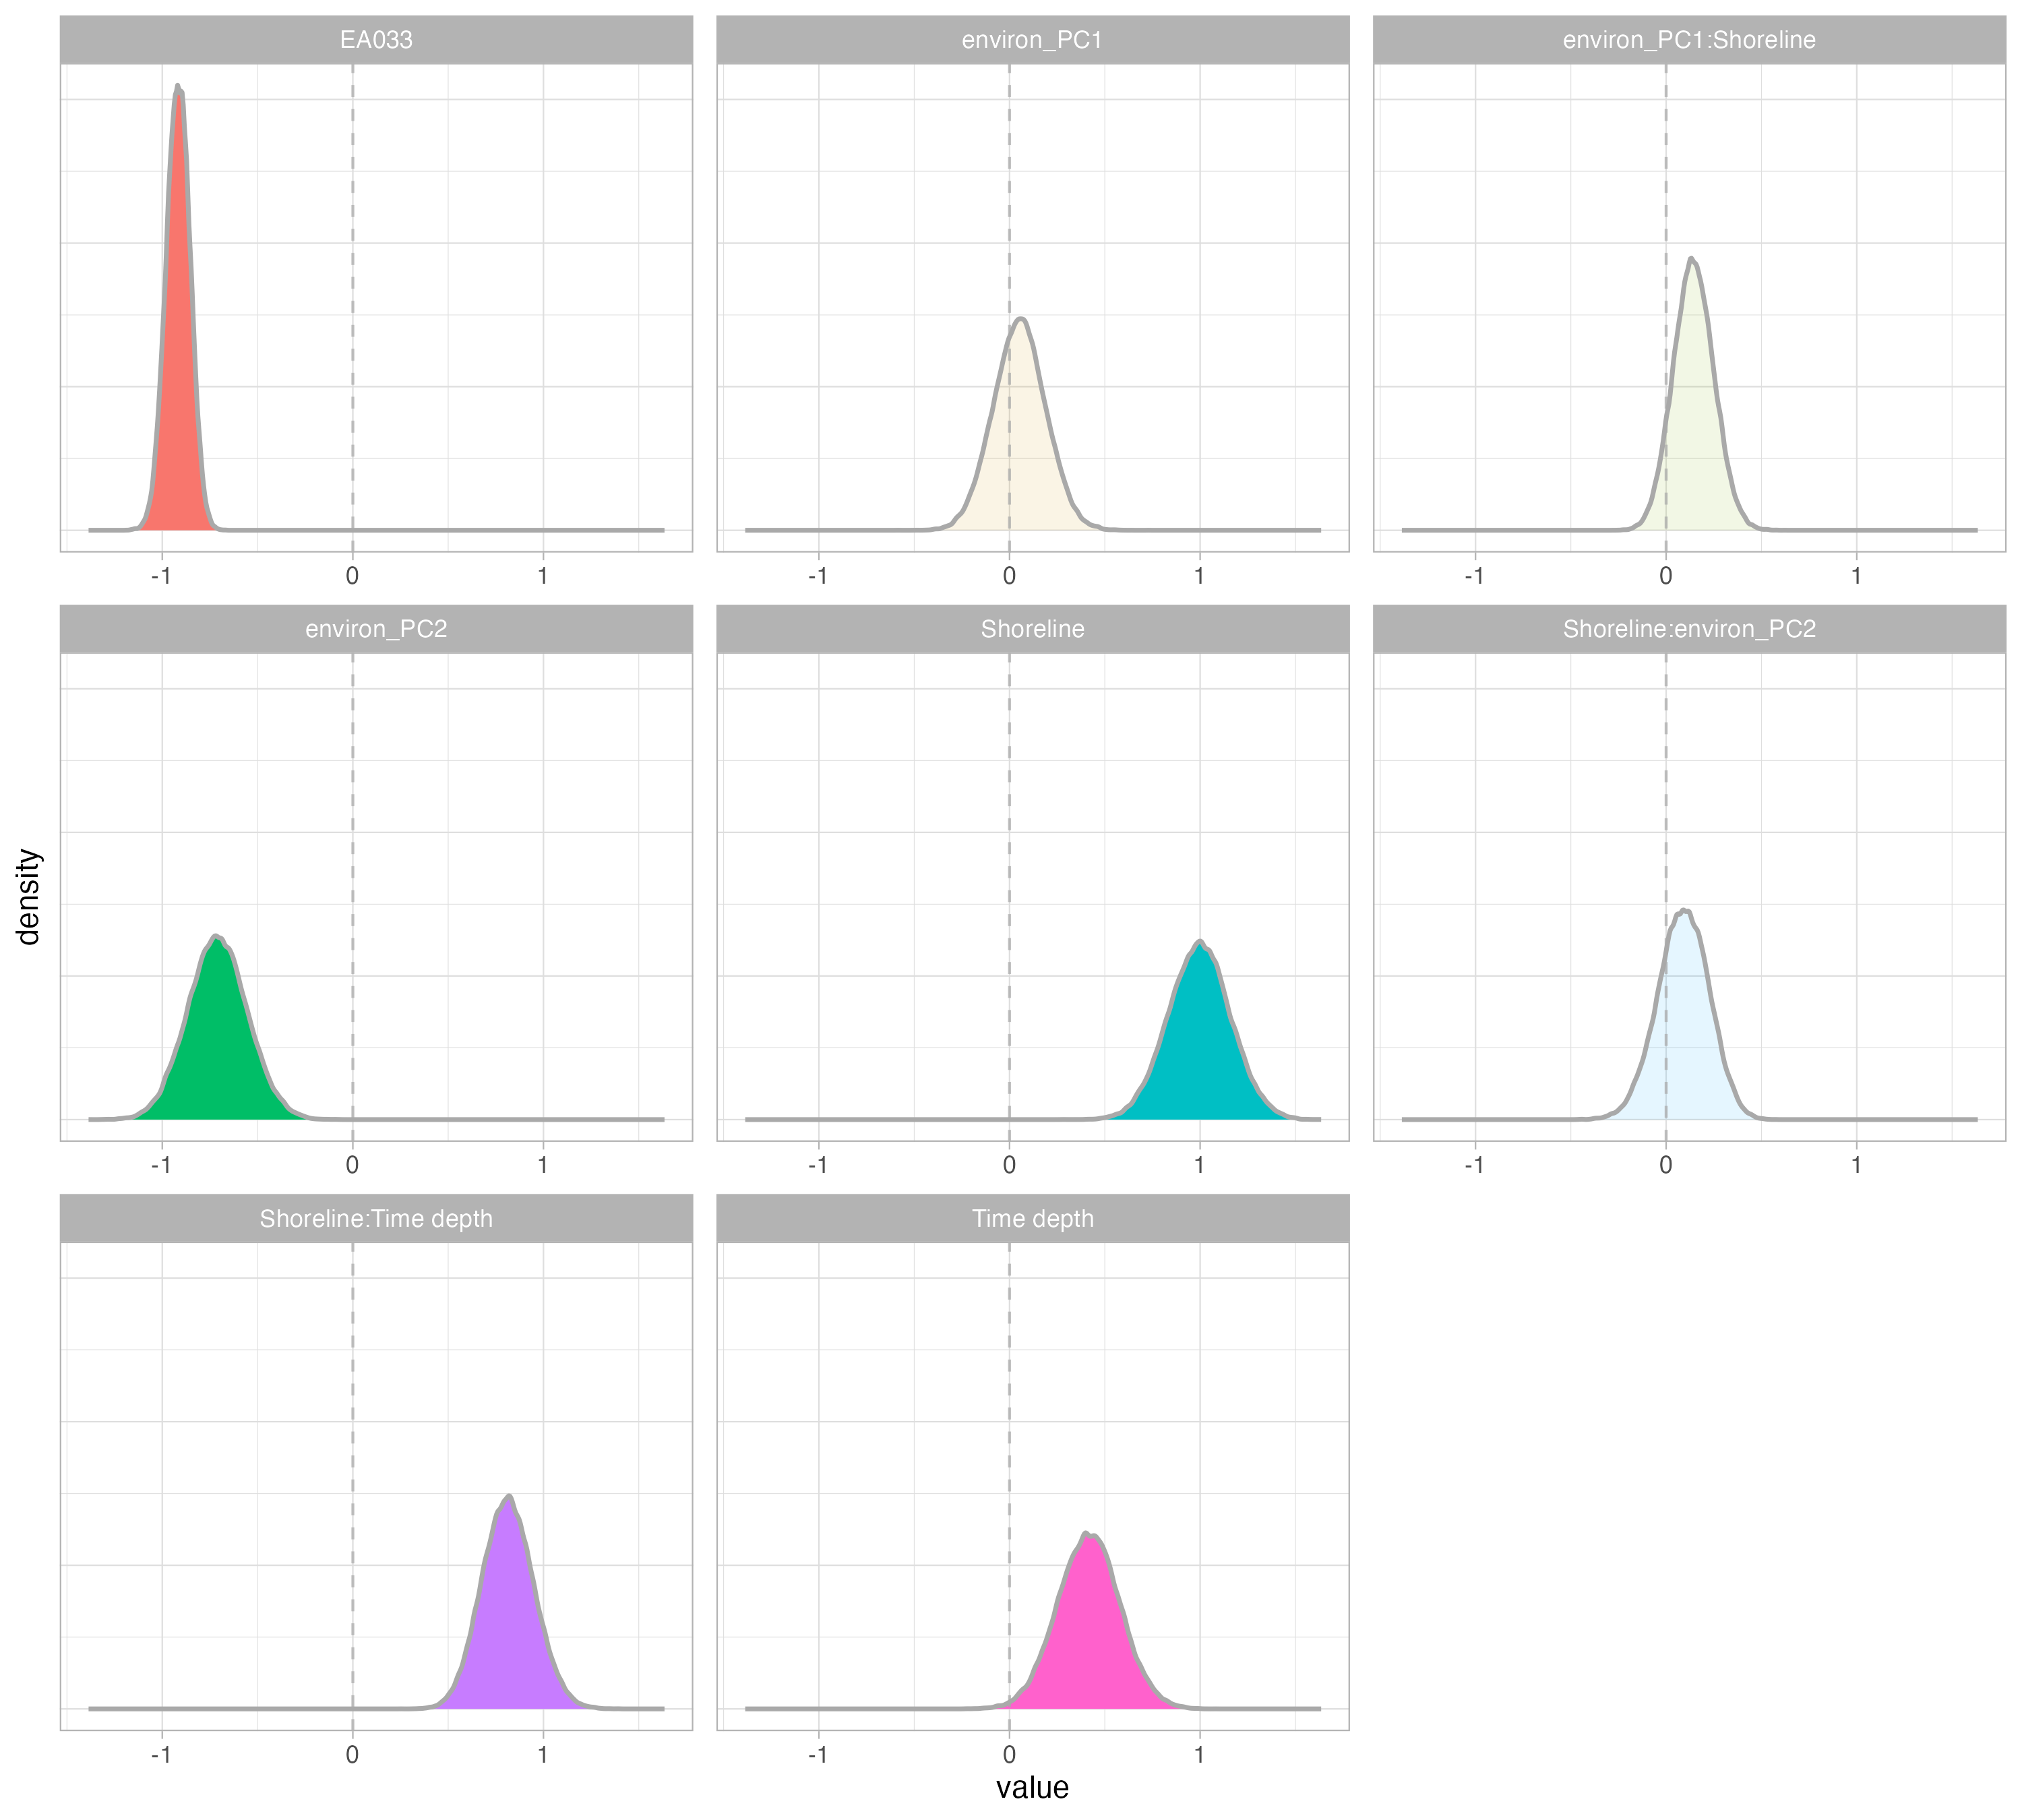 EA033
environ_PC1
environ_PC1:Shoreline
-1 0 1
-1 0 1
-1 0 1
environ_PC2
Shoreline
Shoreline:environ_PC2
density
-1 0 1
-1 0 1
-1 0 1
Shoreline:Time depth
Time depth
-1 0 1
-1 0 1
value